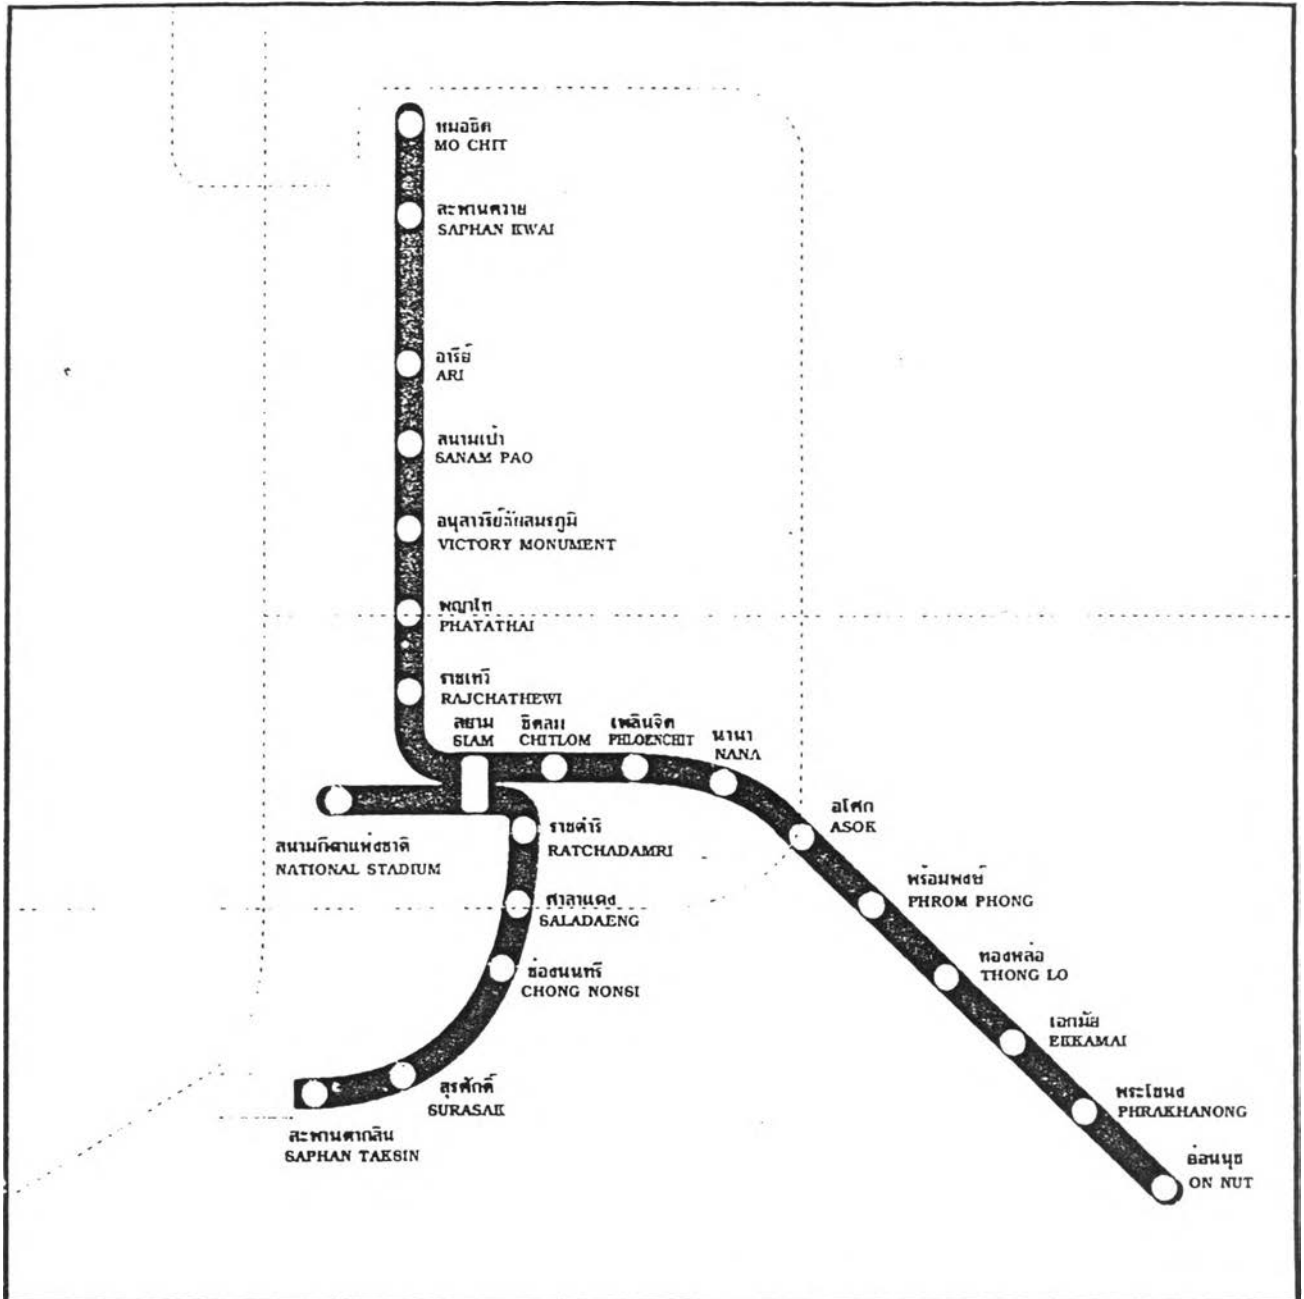 หมอชิต
MO CHIT
สะพานควาย
SAPHAN KWAI
อารีย์
ARI
สนามเป้า
SANAM PAO
อนุสาวรีย์ชัยสมรภูมิ
VICTORY MONUMENT
พญาไท
PHAYATHAI
ราชเทวี
RAJCHATHEWI
สยาม
SIAM
ชิดลม
CHITLOM
เพลินจิต
PHLOENCHIT
นานา
NANA
อโศก
ASOK
สนามกีฬาแห่งชาติ
NATIONAL STADIUM
ราชดำริ
RATCHADAMRI
ศาลาแดง
SALADAENG
ช่องนนทรี
CHONG NONSI
พร้อมพงษ์
PHROM PHONG
ทองหล่อ
THONG LO
เอกมัย
EKKAMAI
พระโขนง
PHRAKHANONG
อ่อนนุช
ON NUT
สุรศักดิ์
SURASAK
สะพานตากสิน
SAPHAN TAKSIN